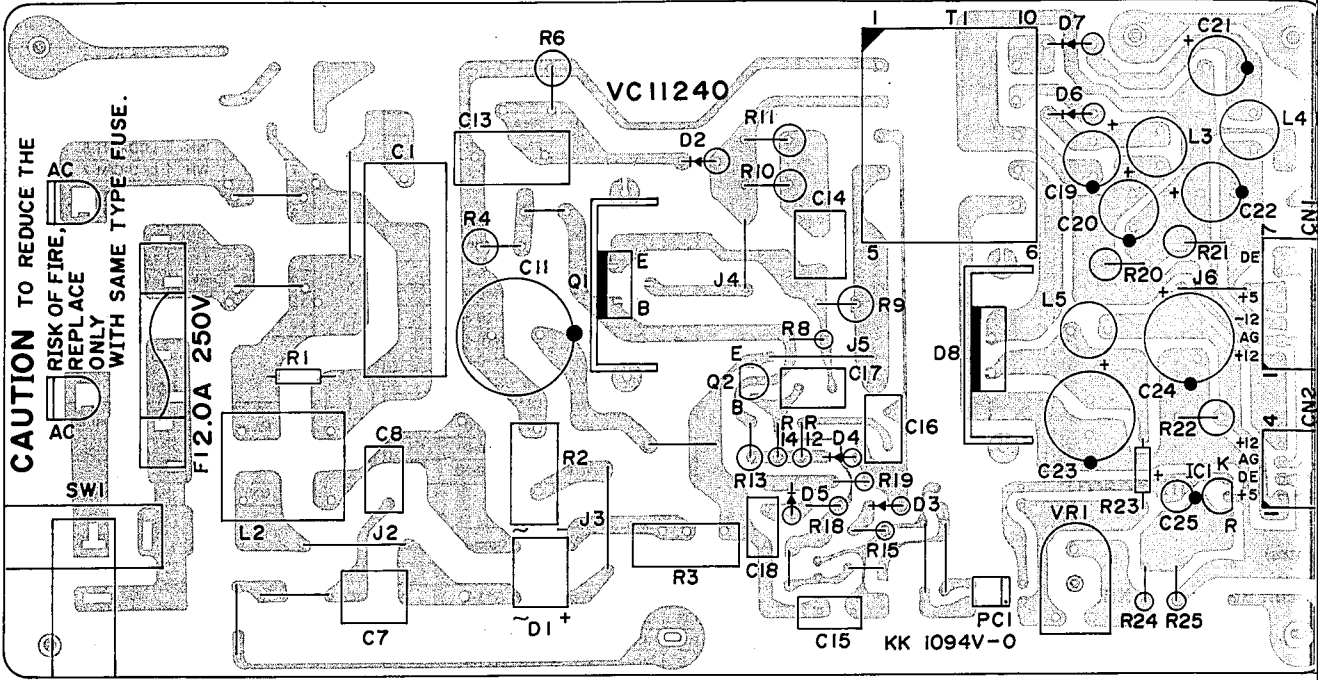 CAUTION TO REDUCE THE
RISK OF FIRE,
REPLACE
ONLY
WITH SAME TYPE FUSE.
AC
AC
F1 2.0A 250V
SW1
R1
L2
C1
C8
J2
C7
R6
C13
R4
C11
Q1
E
B
R2
~
J3
~D1 +
R3
VC11240
D2
R11
R10
C14
J4
R9
R8
J5
E
Q2
B
C17
C16
R R
14 12
D4
R13
R19
D5
R18
D3
R15
C18
C15
KK 1094V-0
PC1
1
T1
10
5
6
D7
D6
+
C21
L4
L3
+
C19
+
C20
+
C22
R21
R20
J6
+
L5
D8
C24
+
C23
R22
R23
+
IC1
K
C25
R
VR1
R24
R25
CN1
7
DE
+5
~12
AG
+12
1
CN2
4
+12
AG
DE
+5
1